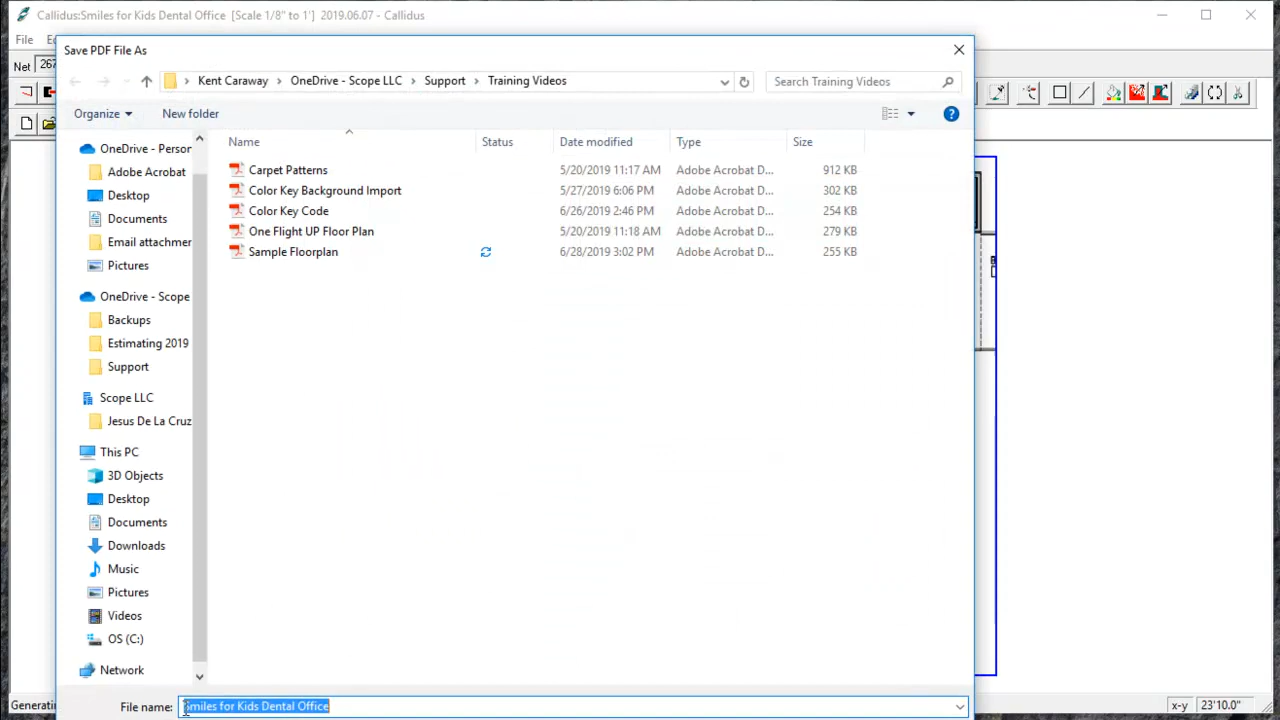 Callidus:Smiles for Kids Dental Office [Scale 1/8" to 1'] 2019.06.07 - Callidus
File
Net
Save PDF File As
Kent Caraway > OneDrive - Scope LLC > Support > Training Videos
Search Training Videos
Organize
New folder
Name Status Date modified Type Size
Carpet Patterns 5/20/2019 11:17 AM Adobe Acrobat D... 912 KB
Color Key Background Import 5/27/2019 6:06 PM Adobe Acrobat D... 302 KB
Color Key Code 6/26/2019 2:46 PM Adobe Acrobat D... 254 KB
One Flight UP Floor Plan 5/20/2019 11:18 AM Adobe Acrobat D... 279 KB
Sample Floorplan 6/28/2019 3:02 PM Adobe Acrobat D... 255 KB
OneDrive - Person
Adobe Acrobat
Desktop
Documents
Email attachmer
Pictures
OneDrive - Scope
Backups
Estimating 2019
Support
Scope LLC
Jesus De La Cruz
This PC
3D Objects
Desktop
Documents
Downloads
Music
Pictures
Videos
OS (C:)
Network
File name: Smiles for Kids Dental Office
Generatin
x-y 23'10.0"